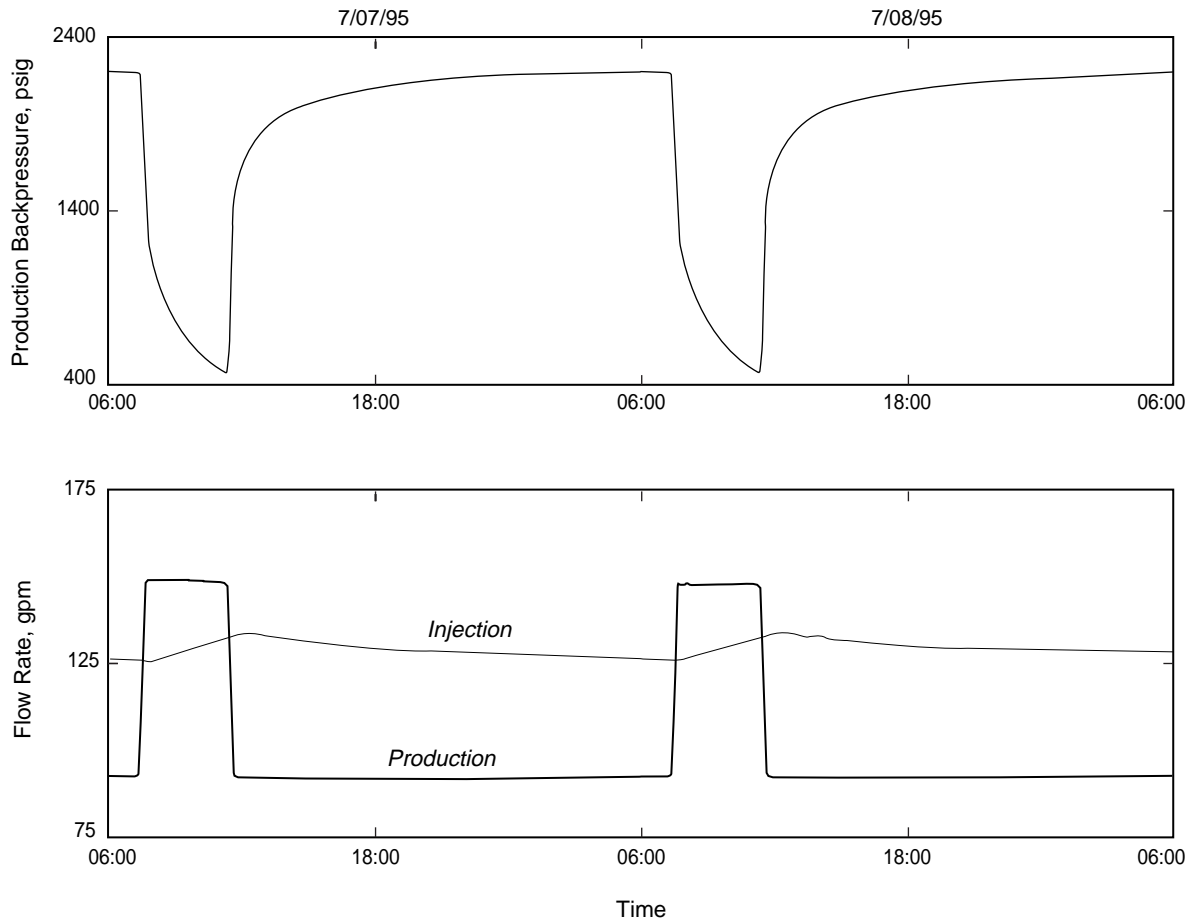 7/07/95 7/08/95
2400
1400
400
Production Backpressure, psig
06:00 18:00 06:00 18:00 06:00
175
125
75
Flow Rate, gpm
Injection
Production
06:00 18:00 06:00 18:00 06:00
Time